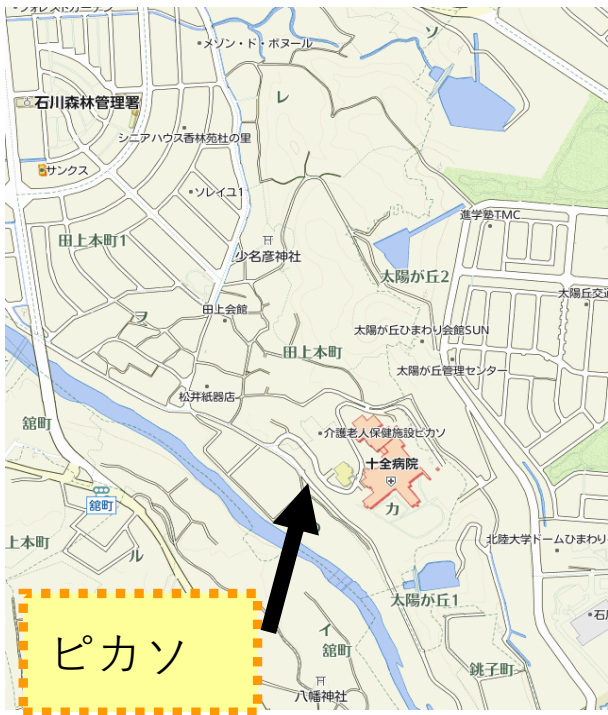 フォレストガーデン
メゾン・ド・ボヌール
ソ
レ
石川森林管理署
シニアハウス香林苑杜の里
サンクス
ソレイユ1
進学塾TMC
田上本町1
少名彦神社
太陽が丘2
太陽丘交通
ヲ
田上会館
太陽が丘ひまわり会館SUN
田上本町
太陽が丘管理センター
松井紙器店
舘町
介護老人保健施設ピカソ
十全病院
舘町
カ
上本町
ル
北陸大学ドームひまわり
太陽が丘1
石川
ピカソ
イ
舘町
銚子町
八幡神社